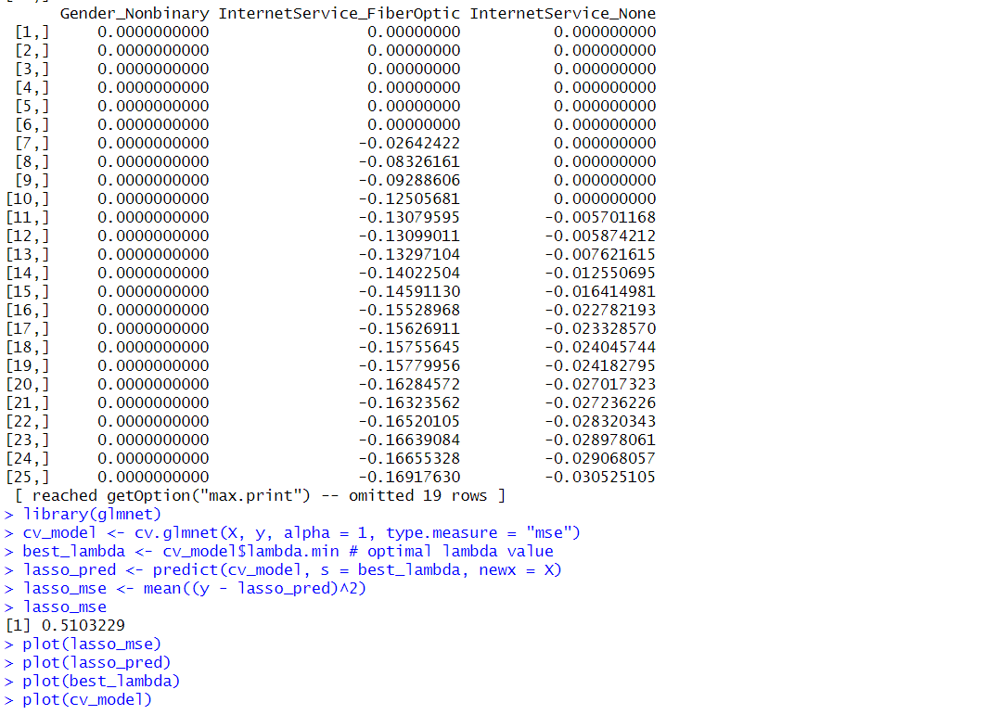 Gender_Nonbinary InternetService_FiberOptic InternetService_None
[1,] 0.0000000000 0.00000000 0.000000000
[2,] 0.0000000000 0.00000000 0.000000000
[3,] 0.0000000000 0.00000000 0.000000000
[4,] 0.0000000000 0.00000000 0.000000000
[5,] 0.0000000000 0.00000000 0.000000000
[6,] 0.0000000000 0.00000000 0.000000000
[7,] 0.0000000000 -0.02642422 0.000000000
[8,] 0.0000000000 -0.08326161 0.000000000
[9,] 0.0000000000 -0.09288606 0.000000000
[10,] 0.0000000000 -0.12505681 0.000000000
[11,] 0.0000000000 -0.13079595 -0.005701168
[12,] 0.0000000000 -0.13099011 -0.005874212
[13,] 0.0000000000 -0.13297104 -0.007621615
[14,] 0.0000000000 -0.14022504 -0.012550695
[15,] 0.0000000000 -0.14591130 -0.016414981
[16,] 0.0000000000 -0.15528968 -0.022782193
[17,] 0.0000000000 -0.15626911 -0.023328570
[18,] 0.0000000000 -0.15755645 -0.024045744
[19,] 0.0000000000 -0.15779956 -0.024182795
[20,] 0.0000000000 -0.16284572 -0.027017323
[21,] 0.0000000000 -0.16323562 -0.027236226
[22,] 0.0000000000 -0.16520105 -0.028320343
[23,] 0.0000000000 -0.16639084 -0.028978061
[24,] 0.0000000000 -0.16655328 -0.029068057
[25,] 0.0000000000 -0.16917630 -0.030525105
[ reached getOption("max.print") -- omitted 19 rows ]
> library(glmnet)
> cv_model <- cv.glmnet(X, y, alpha = 1, type.measure = "mse")
> best_lambda <- cv_model$lambda.min # optimal lambda value
> lasso_pred <- predict(cv_model, s = best_lambda, newx = X)
> lasso_mse <- mean((y - lasso_pred)^2)
> lasso_mse
[1] 0.5103229
> plot(lasso_mse)
> plot(lasso_pred)
> plot(best_lambda)
> plot(cv_model)